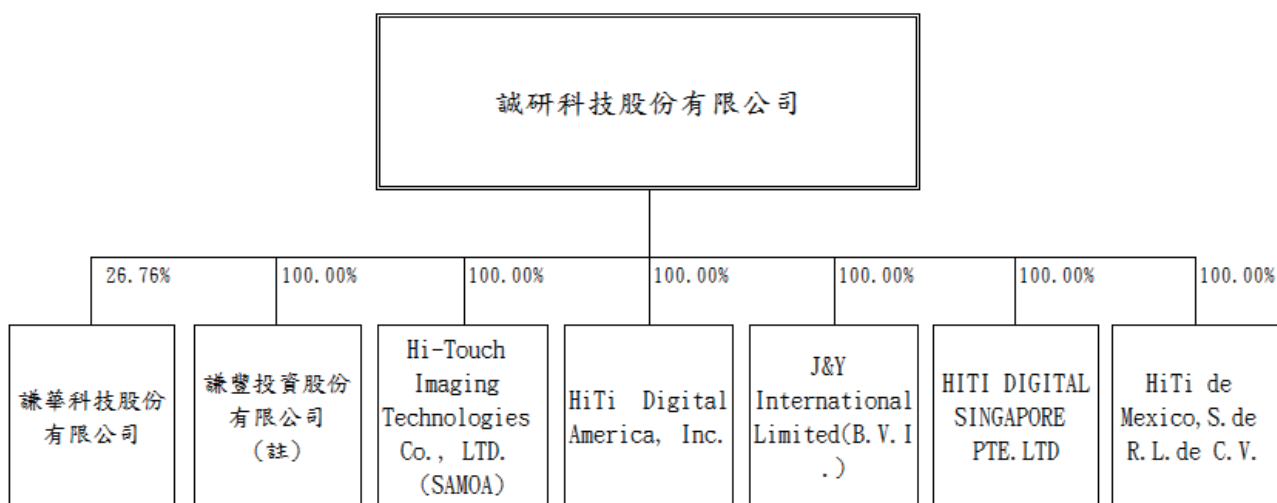 誠研科技股份有限公司
26.76%
100.00%
100.00%
100.00%
100.00%
100.00%
100.00%
謙華科技股份
有限公司
謙豐投資股份
有限公司
(註)
Hi-Touch
Imaging
Technologies
Co., LTD.
(SAMOA)
HiTi Digital
America, Inc.
J&Y
International
Limited(B.V.I
.)
HITI DIGITAL
SINGAPORE
PTE.LTD
HiTi de
Mexico,S.de
R.L.de C.V.